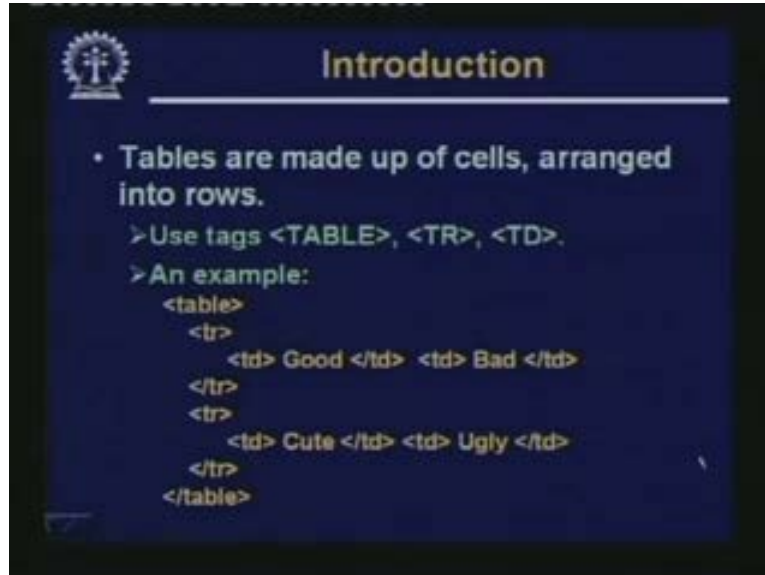 Introduction
• Tables are made up of cells, arranged
into rows.
➢Use tags <TABLE>, <TR>, <TD>.
➢An example:
<table>
<tr>
<td> Good </td> <td> Bad </td>
</tr>
<tr>
<td> Cute </td> <td> Ugly </td>
</tr>
</table>